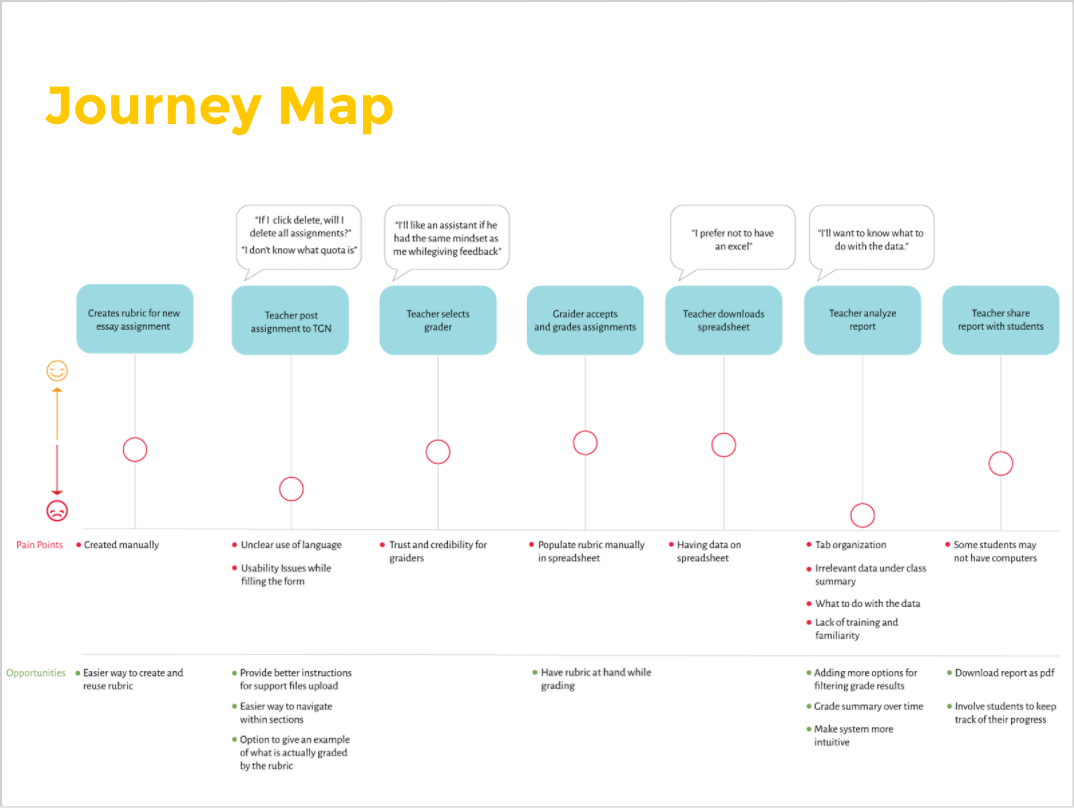 Journey Map
"If I click delete, will I
delete all assignments?"
"I don't know what quota is"
"I'll like an assistant if he
had the same mindset as
me whilegiving feedback"
"I prefer not to have
an excel"
"I'll want to know what to
do with the data."
Creates rubric for new
essay assignment
Teacher post
assignment to TGN
Teacher selects
grader
Graider accepts
and grades assignments
Teacher downloads
spreadsheet
Teacher analyze
report
Teacher share
report with students
Pain Points
Created manually
Unclear use of language
Usability Issues while
filling the form
Trust and credibility for
graiders
Populate rubric manually
in spreadsheet
Having data on
spreadsheet
Tab organization
Irrelevant data under class
summary
What to do with the data
Lack of training and
familiarity
Some students may
not have computers
Opportunities
Easier way to create and
reuse rubric
Provide better instructions
for support files upload
Easier way to navigate
within sections
Option to give an example
of what is actually graded
by the rubric
Have rubric at hand while
grading
Adding more options for
filtering grade results
Grade summary over time
Make system more
intuitive
Download report as pdf
Involve students to keep
track of their progress